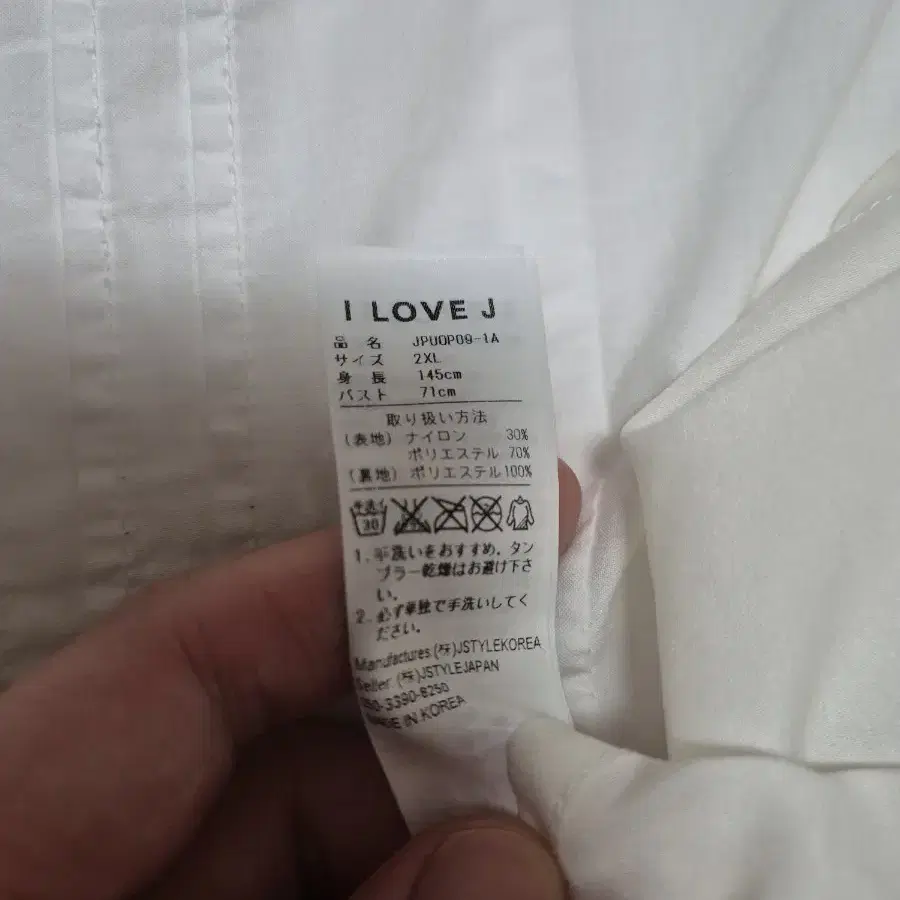 I LOVE J
品 名 JPUOP09-1A
サイズ 2XL
身 長 145cm
バスト 71cm
取り扱い方法
(表地) ナイロン 30%
ポリエステル 70%
(裏地) ポリエステル100%
手洗イ
30
1. 手洗いをおすすめ。タン
ブラー乾燥はお避け下さ
い。
2. 必ず単独で手洗いしてく
ださい。
Manufactures (株)JSTYLEKOREA
Seller (株)JSTYLEJAPAN
050-3390-8250
MADE IN KOREA